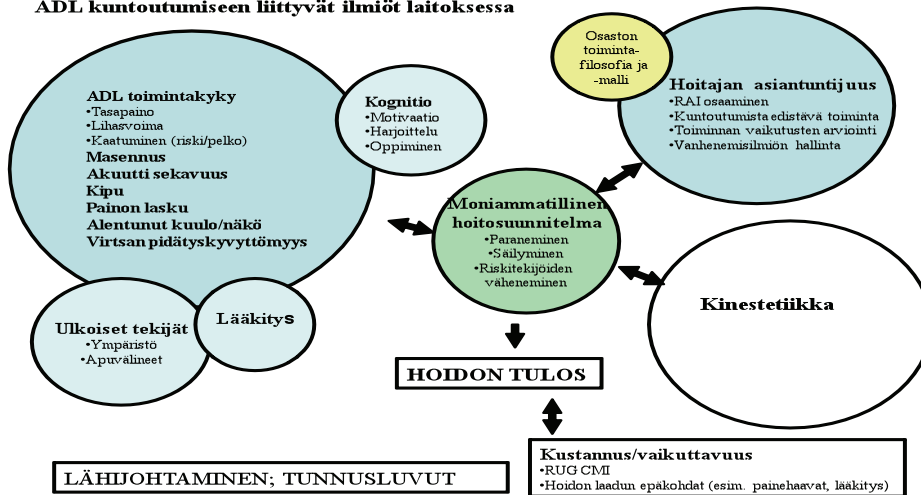 ADL kuntoutumiseen liittyvät ilmiöt laitoksessa
Osaston
toiminta-
filosofia ja
-malli
Hoitajan asiantuntijuus
•RAI osaaminen
•Kuntoutumista edistävä toiminta
•Toiminnan vaikutusten arviointi
•Vanhenemisilmiön hallinta
ADL toimintakyky
•Tasapaino
•Lihasvoima
•Kaatuminen (riski/pelko)
Masennus
Akuutti sekavuus
Kipu
Painon lasku
Alentunut kuulo/näkö
Virtsan pidätyskyvyttömyys
Kognitio
•Motivaatio
•Harjoittelu
•Oppiminen
Moniammatillinen
hoitosuunnitelma
•Paraneminen
•Säilyminen
•Riskitekijöiden
väheneminen
Kinestetiikka
Ulkoiset tekijät
•Ympäristö
•Apuvälineet
Lääkitys
HOIDON TULOS
Kustannus/vaikuttavuus
•RUG CMI
•Hoidon laadun epäkohdat (esim. painehaavat, lääkitys)
LÄHIJOHTAMINEN; TUNNUSLUVUT